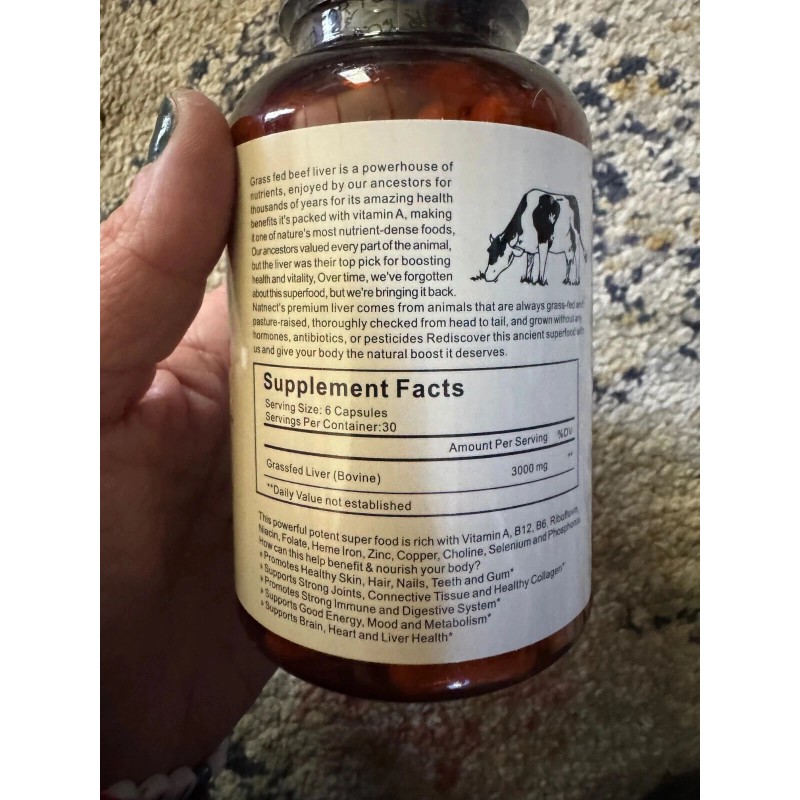 Grass fed beef liver is a powerhouse of
nutrients, enjoyed by our ancestors for
thousands of years for its amazing health
benefits it's packed with vitamin A, making
it one of nature's most nutrient-dense foods,
Our ancestors valued every part of the animal,
but the liver was their top pick for boosting
health and vitality, Over time, we've forgotten
about this superfood, but we're bringing it back.
Natnect's premium liver comes from animals that are always grass-fed and
pasture-raised, thoroughly checked from head to tail, and grown without any
hormones, antibiotics, or pesticides Rediscover this ancient superfood with
us and give your body the natural boost it deserves.
Supplement Facts
Serving Size: 6 Capsules
Servings Per Container:30
Amount Per Serving %DV
Grassfed Liver (Bovine) 3000 mg **
**Daily Value not established
This powerful potent super food is rich with Vitamin A, B12, B6, Riboflavin,
Niacin, Folate, Heme Iron, Zinc, Copper, Choline, Selenium and Phosphorus.
How can this help benefit & nourish your body?
Promotes Healthy Skin, Hair, Nails, Teeth and Gum*
Supports Strong Joints, Connective Tissue and Healthy Collagen*
Promotes Strong Immune and Digestive System*
Supports Good Energy, Mood and Metabolism*
Supports Brain, Heart and Liver Health*